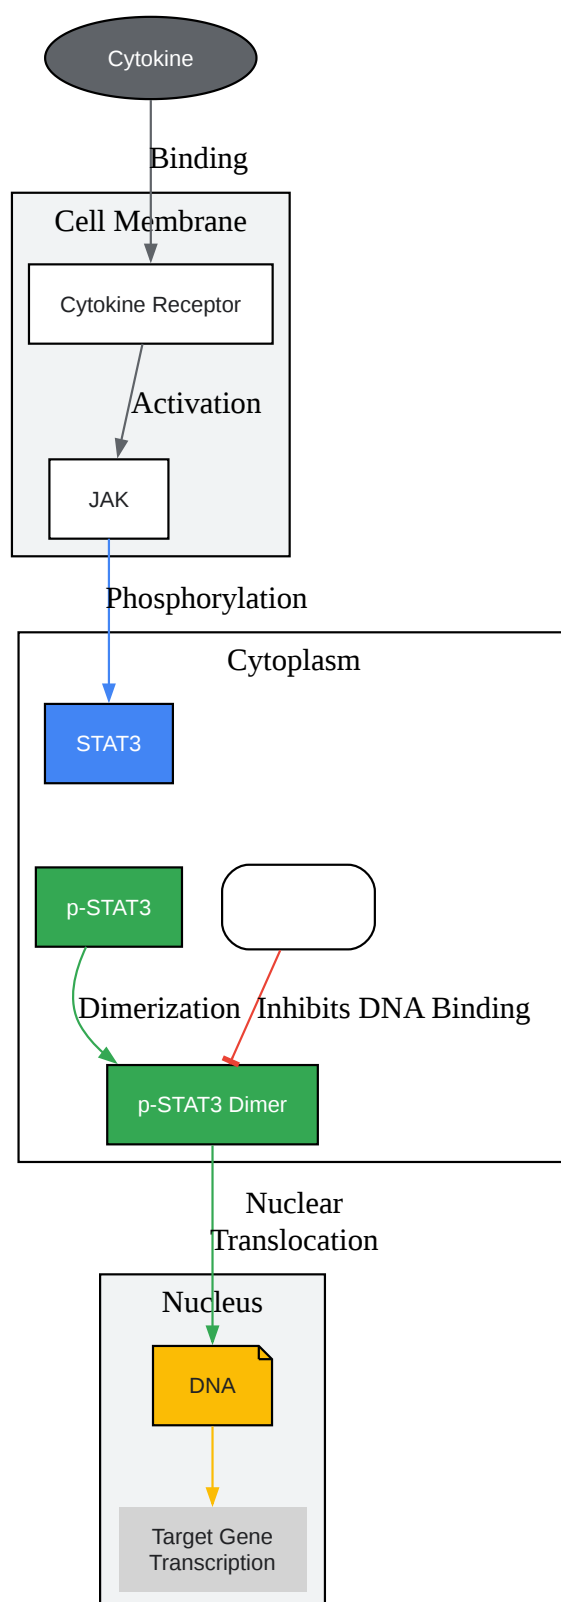 Cytokine
Binding
Cell Membrane
Cytokine Receptor
Activation
JAK
Phosphorylation
Cytoplasm
STAT3
p-STAT3
Dimerization
Inhibits DNA Binding
p-STAT3 Dimer
Nuclear
Translocation
Nucleus
DNA
Target Gene
Transcription